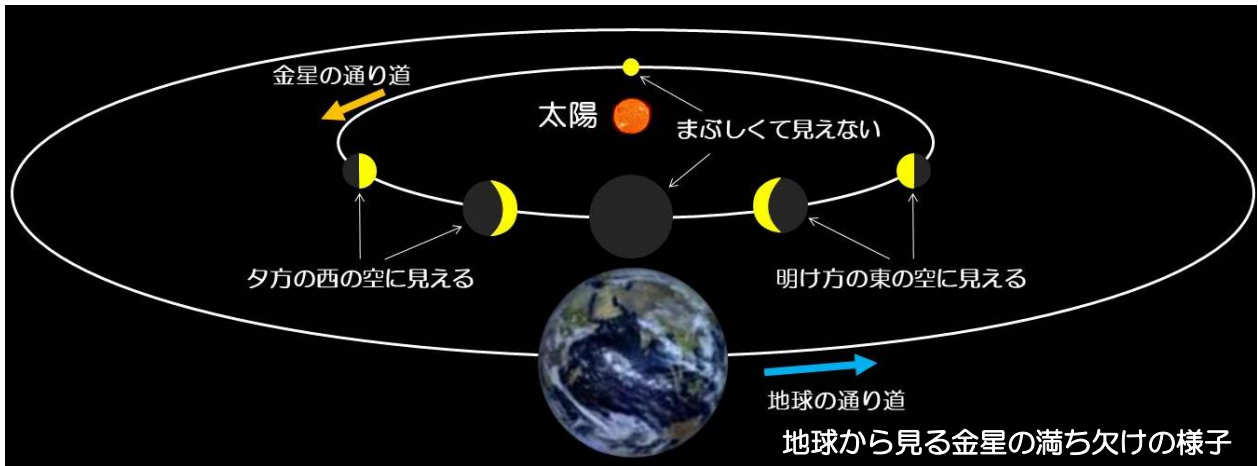 金星の通り道
太陽
まぶしくて見えない
夕方の西の空に見える
明け方の東の空に見える
地球の通り道
地球から見る金星の満ち欠けの様子